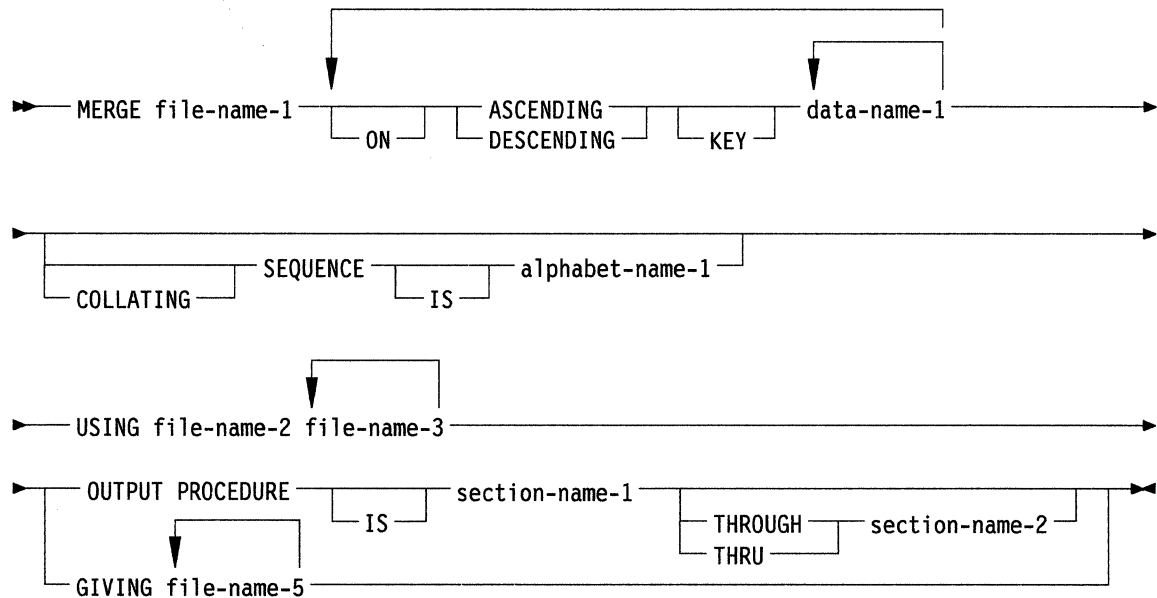 MERGE file-name-1 ASCENDING data-name-1
ON DESCENDING KEY
SEQUENCE alphabet-name-1
COLLATING IS
USING file-name-2 file-name-3
OUTPUT PROCEDURE section-name-1
IS THROUGH section-name-2
THRU
GIVING file-name-5